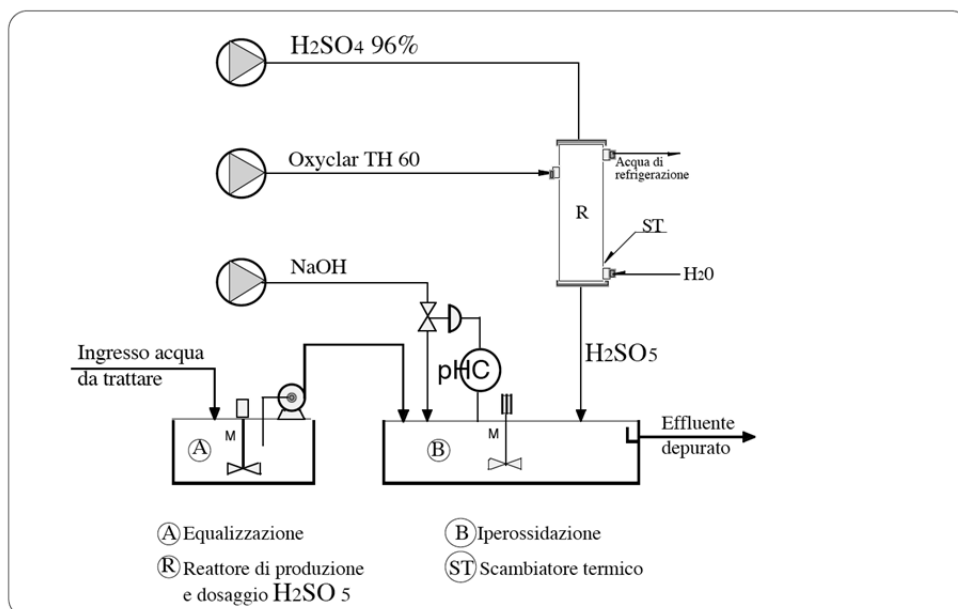 H2SO4 96%
Oxyclar TH 60
Acqua di
refrigerazione
R
ST
NaOH
H20
H2SO5
pHC
Ingresso acqua
da trattare
M
A
M
B
Effluente
depurato
A Equalizzazione
B Iperossidazione
R Reattore di produzione
e dosaggio H2SO 5
ST Scambiatore termico